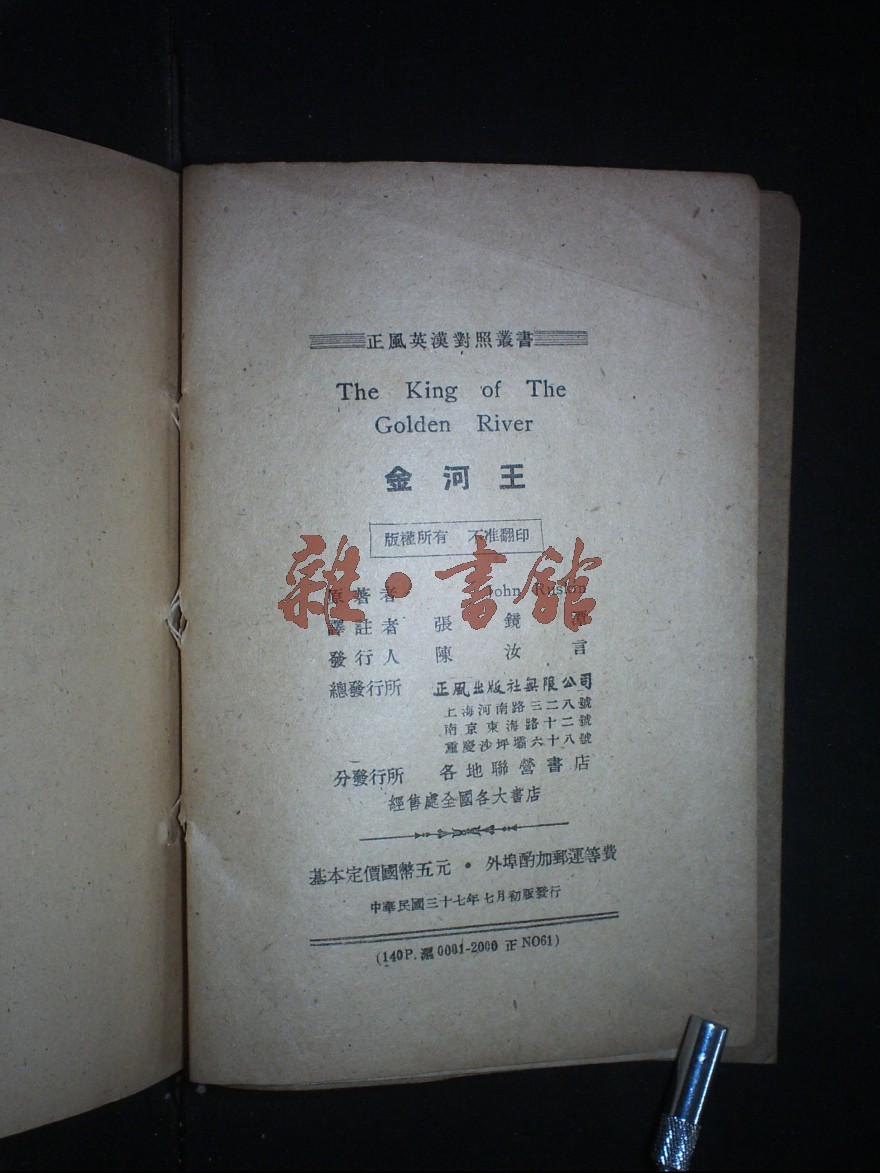 正風英漢對照叢書
The King of The
Golden River
金河王
版權所有 不准翻印
雜·書館
原著者 John Ruston
譯註者 張鏡
發行人 陳汝言
總發行所 正風出版社無限公司
上海河南路三二八號
南京東海路十二號
重慶沙坪壩六十八號
分發行所 各地聯營書店
經售處全國各大書店
基本定價國幣五元·外埠酌加郵運等費
中華民國三十七年七月初版發行
(140P. 滬0001-2000 正NO61)